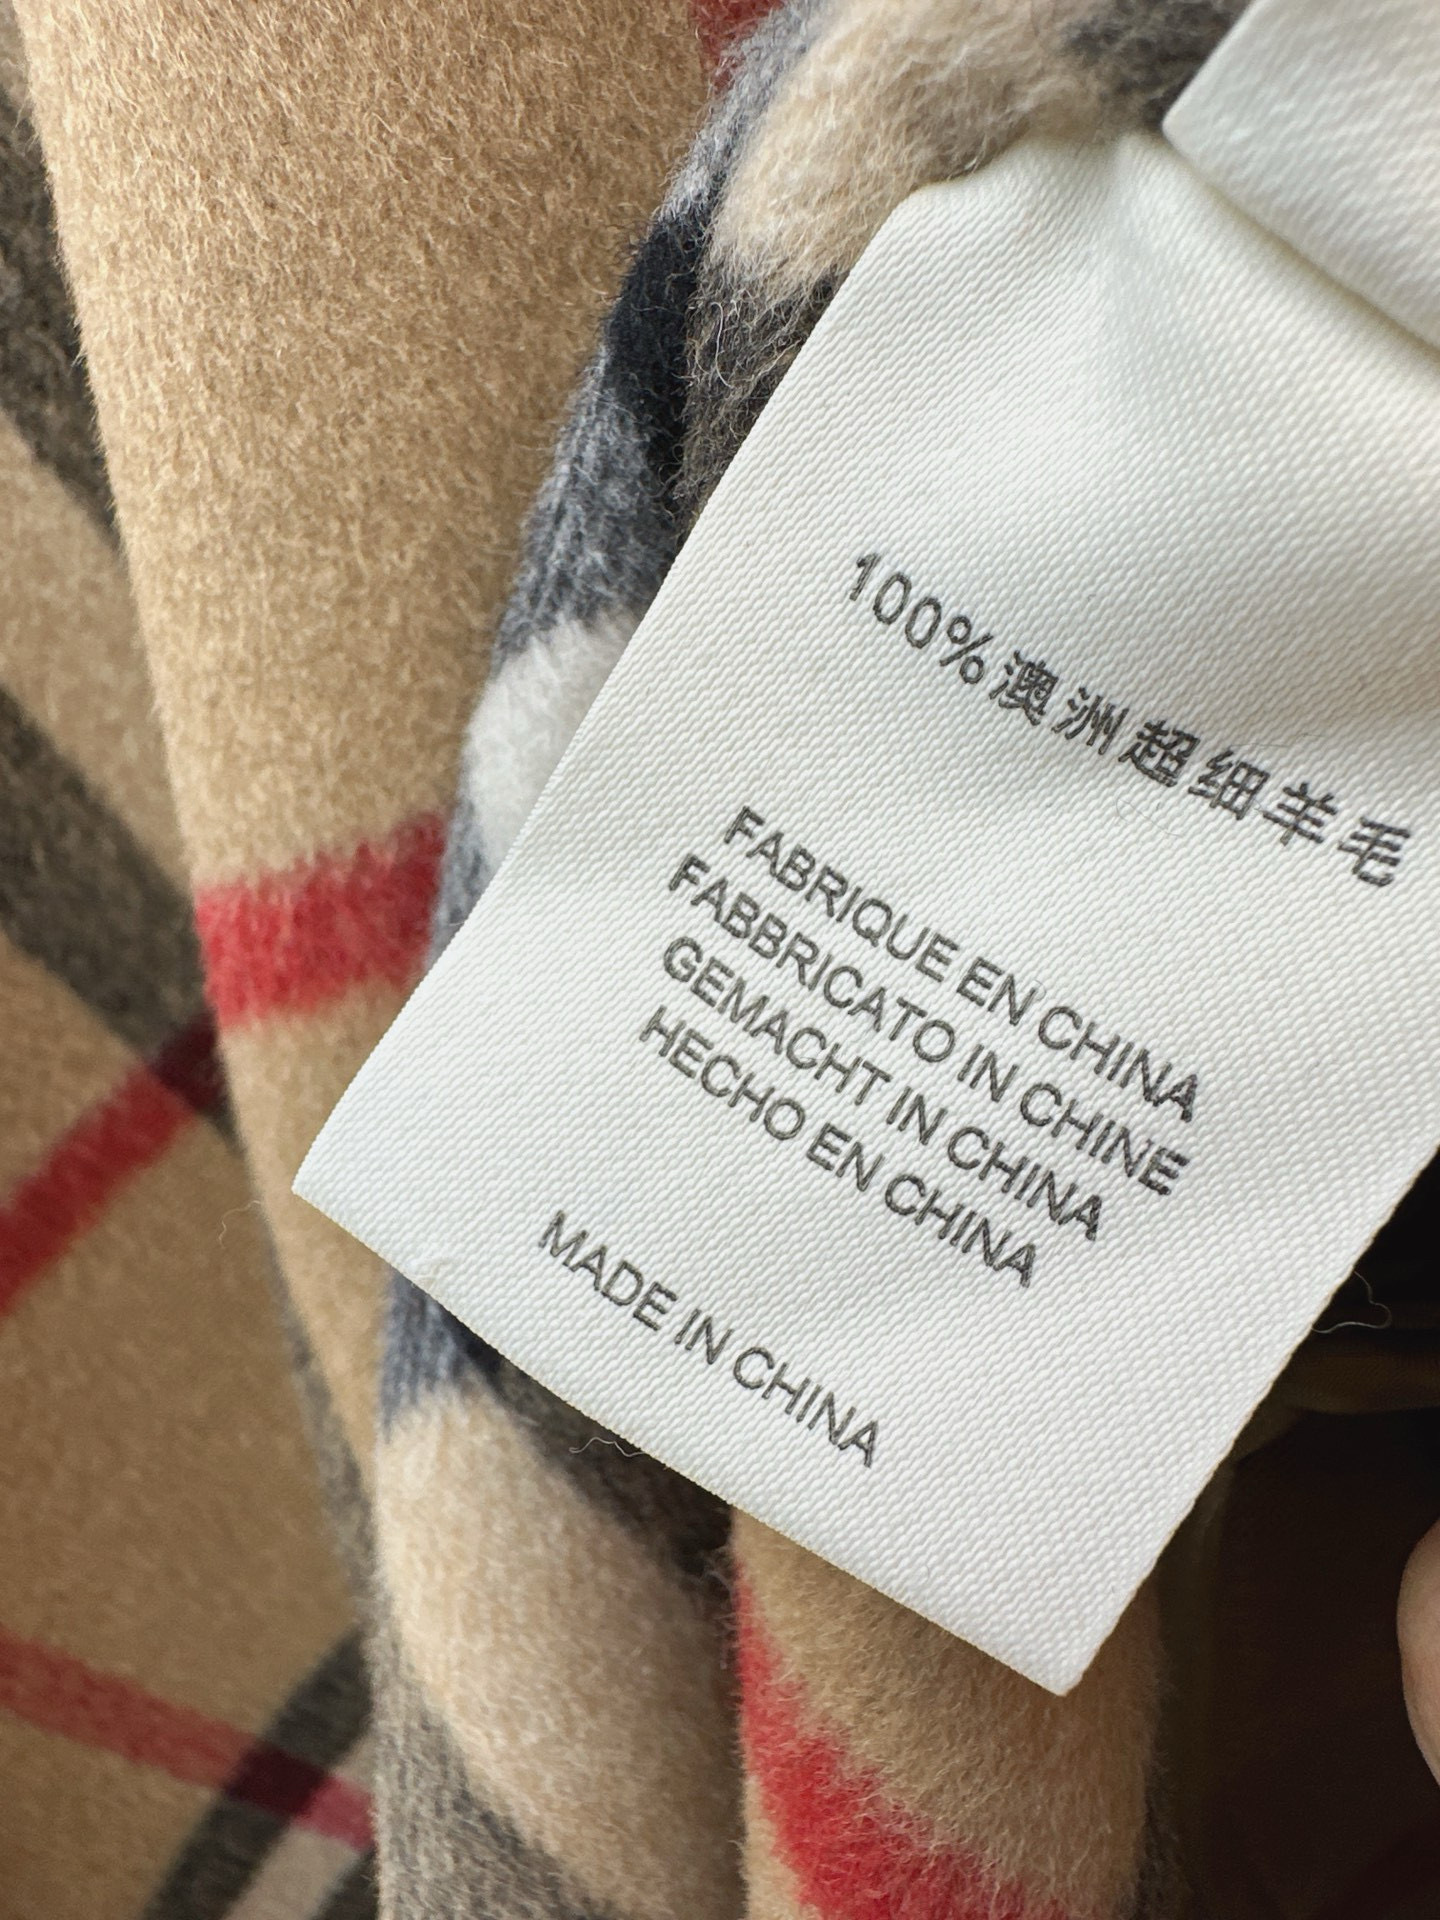 100%澳洲超细羊毛
FABRIQUE EN CHINA
FABBRICATO IN CHINE
GEMACHT IN CHINA
HECHO EN CHINA
MADE IN CHINA